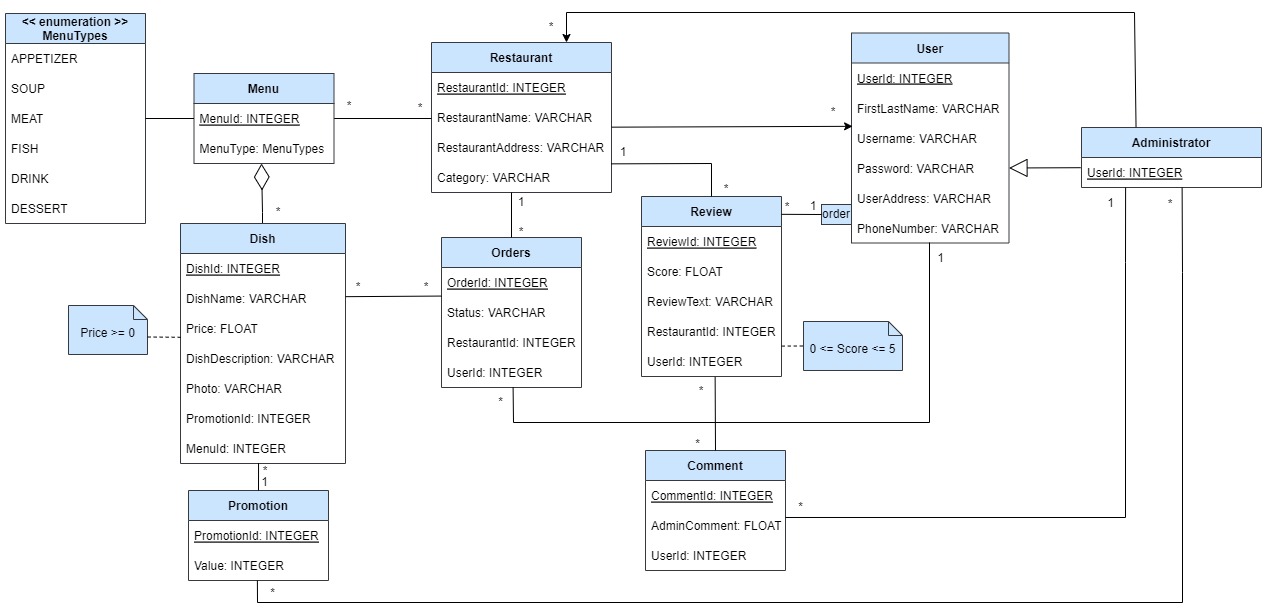 << enumeration >>
MenuTypes
APPETIZER
SOUP
MEAT
FISH
DRINK
DESSERT
Menu
MenuId: INTEGER
MenuType: MenuTypes
*
*
*
Restaurant
RestaurantId: INTEGER
RestaurantName: VARCHAR
RestaurantAddress: VARCHAR
Category: VARCHAR
*
*
1
1
*
*
User
UserId: INTEGER
FirstLastName: VARCHAR
Username: VARCHAR
Password: VARCHAR
UserAddress: VARCHAR
PhoneNumber: VARCHAR
1
Administrator
UserId: INTEGER
1
*
Review
ReviewId: INTEGER
Score: FLOAT
ReviewText: VARCHAR
RestaurantId: INTEGER
UserId: INTEGER
*
1
order
*
*
0 <= Score <= 5
Dish
DishId: INTEGER
DishName: VARCHAR
Price: FLOAT
DishDescription: VARCHAR
Photo: VARCHAR
PromotionId: INTEGER
MenuId: INTEGER
Price >= 0
*
*
Orders
OrderId: INTEGER
Status: VARCHAR
RestaurantId: INTEGER
UserId: INTEGER
*
*
1
Promotion
PromotionId: INTEGER
Value: INTEGER
*
Comment
CommentId: INTEGER
AdminComment: FLOAT
UserId: INTEGER
*